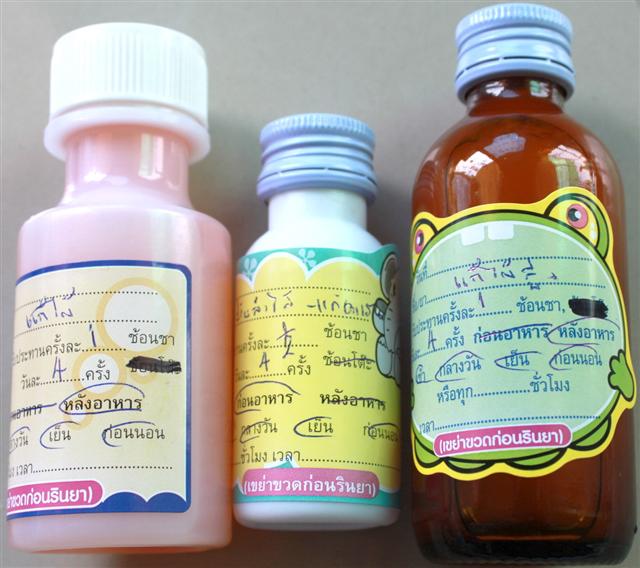 แก้ไอ
ประทานครั้งละ 1 ช้อนชา
วันละ 4 ครั้ง
อาหาร หลังอาหาร
กลางวัน เย็น ก่อนนอน
โมง เวลา
(เขย่าขวดก่อนรินยา)
ประทานครั้งละ ½ ช้อนชา
วันละ 4 ครั้ง ช้อนโต๊ะ
ก่อนอาหาร หลังอาหาร
กลางวัน เย็น ก่อนนอน
ชั่วโมง เวลา
(เขย่าขวดก่อนรินยา)
วันที่
แก้ไอ
ประทานครั้งละ 1 ช้อนชา,
4 ครั้ง ก่อนอาหาร หลังอาหาร
เช้า กลางวัน เย็น ก่อนนอน
หรือทุก ชั่วโมง
เวลา
(เขย่าขวดก่อนรินยา)